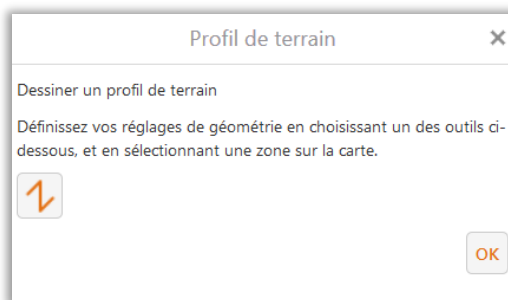 Profil de terrain
Dessiner un profil de terrain
Définissez vos réglages de géométrie en choisissant un des outils ci-
dessous, et en sélectionnant une zone sur la carte.
OK